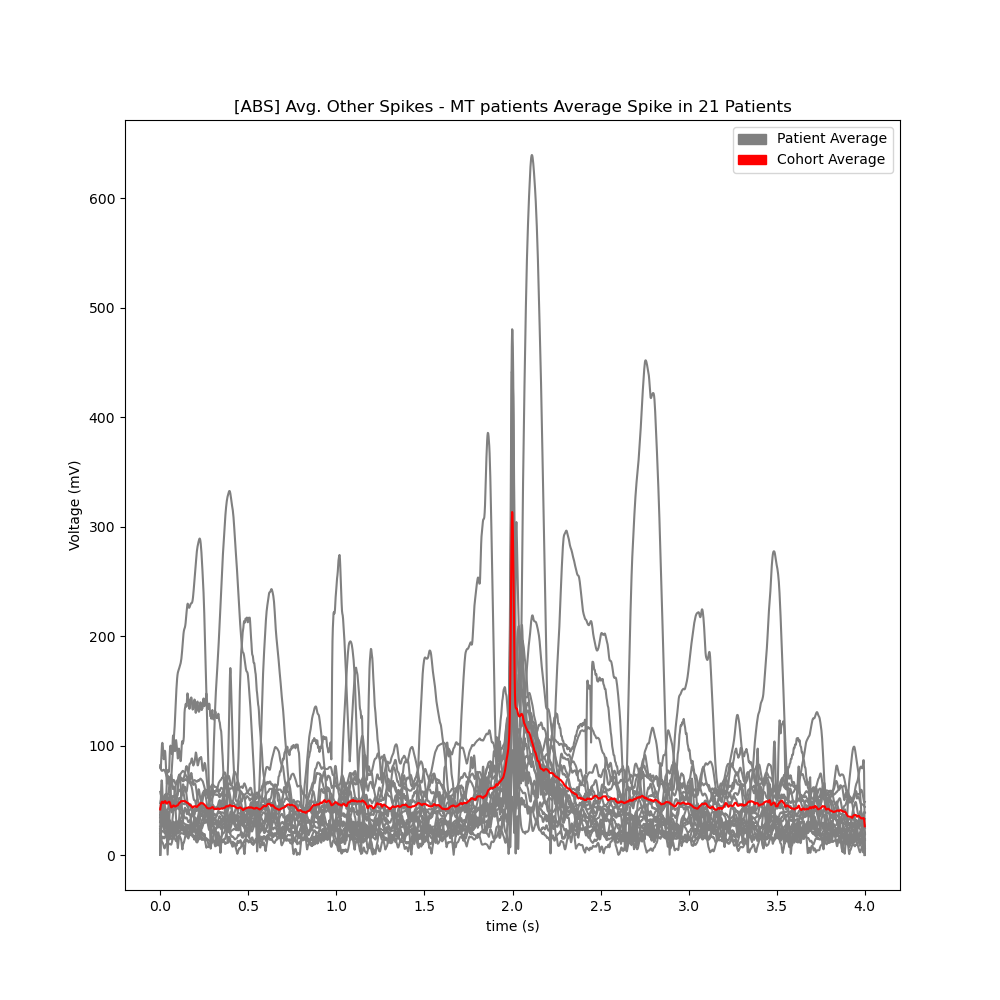 [ABS] Avg. Other Spikes - MT patients Average Spike in 21 Patients
Patient Average
Cohort Average
600
500
400
300
200
100
0
Voltage (mV)
0.0 0.5 1.0 1.5 2.0 2.5 3.0 3.5 4.0
time (s)